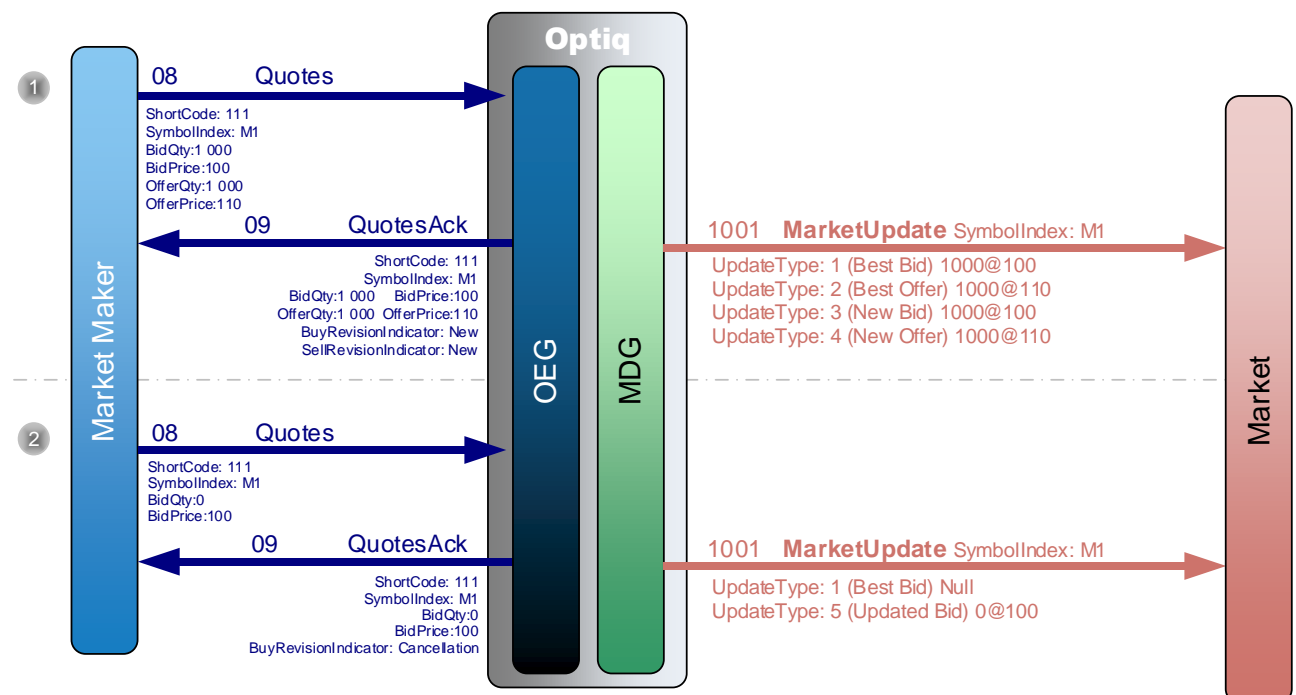 Optiq
1
08 Quotes
ShortCode: 111
SymbolIndex: M1
BidQty:1 000
BidPrice:100
OfferQty:1 000
OfferPrice:110
09 QuotesAck
ShortCode: 111
SymbolIndex: M1
BidQty:1 000 BidPrice:100
OfferQty:1 000 OfferPrice:110
BuyRevisionIndicator: New
SellRevisionIndicator: New
1001 MarketUpdate SymbolIndex: M1
UpdateType: 1 (Best Bid) 1000@100
UpdateType: 2 (Best Offer) 1000@110
UpdateType: 3 (New Bid) 1000@100
UpdateType: 4 (New Offer) 1000@110
Market Maker
OEG
MDG
Market
2
08 Quotes
ShortCode: 111
SymbolIndex: M1
BidQty:0
BidPrice:100
09 QuotesAck
ShortCode: 111
SymbolIndex: M1
BidQty:0
BidPrice:100
BuyRevisionIndicator: Cancellation
1001 MarketUpdate SymbolIndex: M1
UpdateType: 1 (Best Bid) Null
UpdateType: 5 (Updated Bid) 0@100